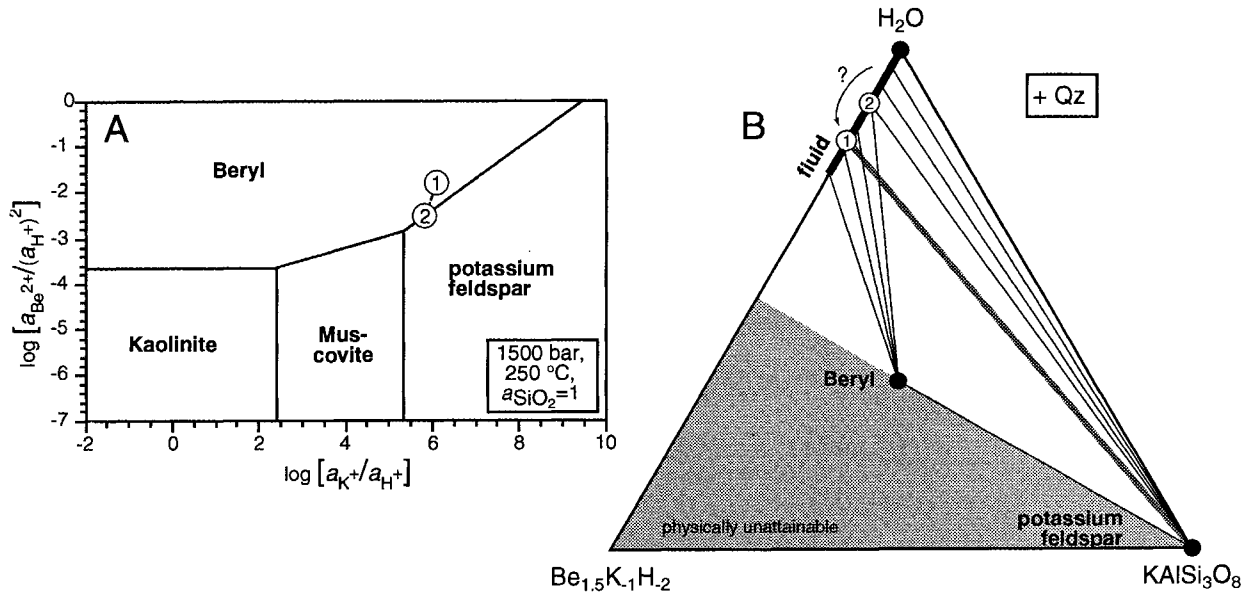 A
0
-1
-2
-3
-4
-5
-6
-7
log [aBe2+/(aH+)2]
Beryl
1
2
Kaolinite
Mus-
covite
potassium
feldspar
1500 bar,
250 °C,
aSiO2=1
-2 0 2 4 6 8 10
log [aK+/aH+]
B
H2O
+ Qz
?
2
1
fluid
Beryl
physically unattainable
potassium
feldspar
Be1.5K-1H-2
KAlSi3O8